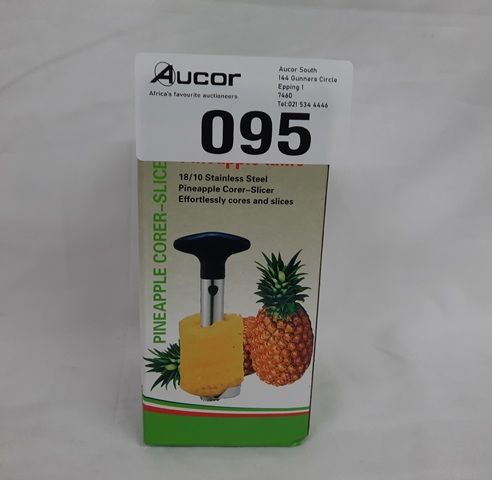 Aucor
Africa's favourite auctioneers
Aucor South
144 Gunners Circle
Epping 1
7460
Tel:021 534 4446
095
18/10 Stainless Steel
Pineapple Corer-Slicer
Effortlessly cores and slices
PINEAPPLE CORER-SLICE